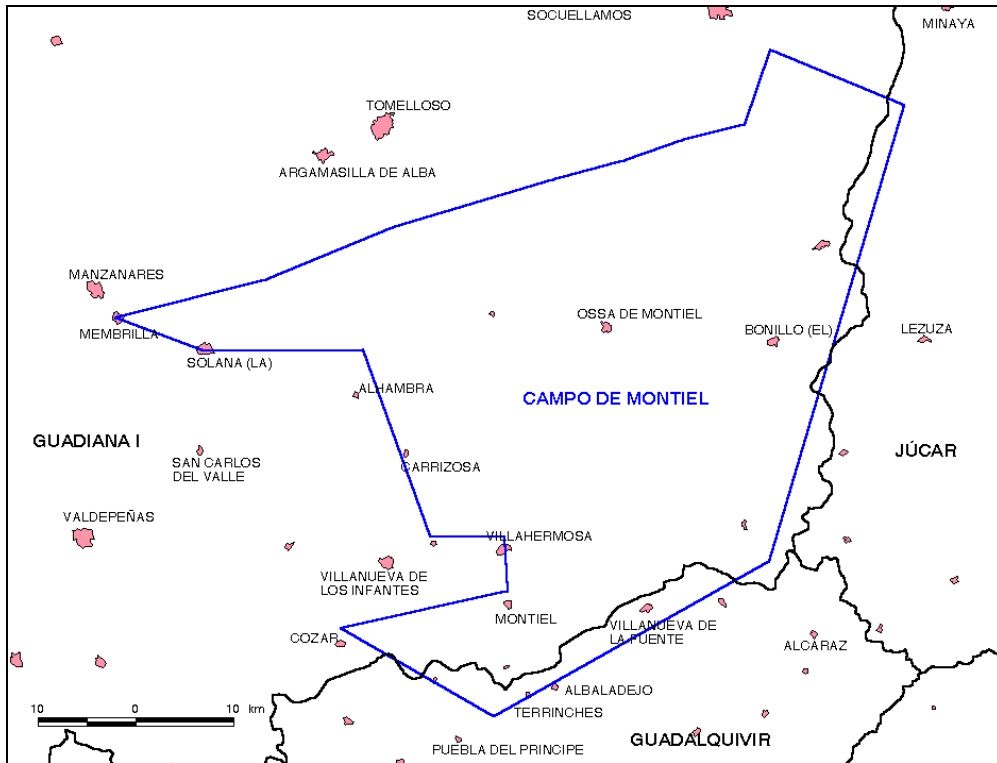 SOCUELLAMOS
MINAYA
TOMELLOSO
ARGAMASILLA DE ALBA
MANZANARES
MEMBRILLA
SOLANA (LA)
OSSA DE MONTIEL
BONILLO (EL)
LEZUZA
ALHAMBRA
CAMPO DE MONTIEL
GUADIANA I
CARRIZOSA
SAN CARLOS
DEL VALLE
JÚCAR
VALDEPEÑAS
VILLAHERMOSA
VILLANUEVA DE
LOS INFANTES
MONTIEL
VILLANUEVA DE
LA FUENTE
COZAR
ALCARAZ
ALBALADEJO
TERRINCHES
10 0 10 km
PUEBLA DEL PRINCIPE
GUADALQUIVIR